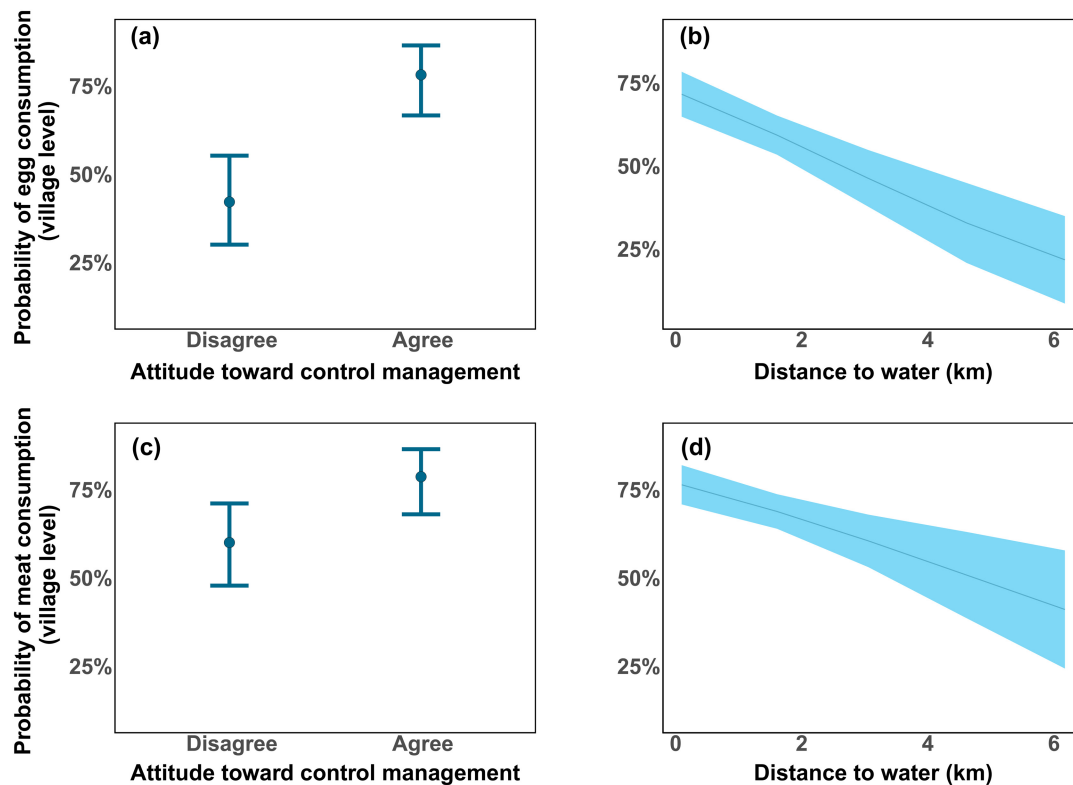 (a)
Probability of egg consumption
(village level)
75%
50%
25%
Disagree Agree
Attitude toward control management
(b)
75%
50%
25%
0 2 4 6
Distance to water (km)
(c)
Probability of meat consumption
(village level)
75%
50%
25%
Disagree Agree
Attitude toward control management
(d)
75%
50%
25%
0 2 4 6
Distance to water (km)